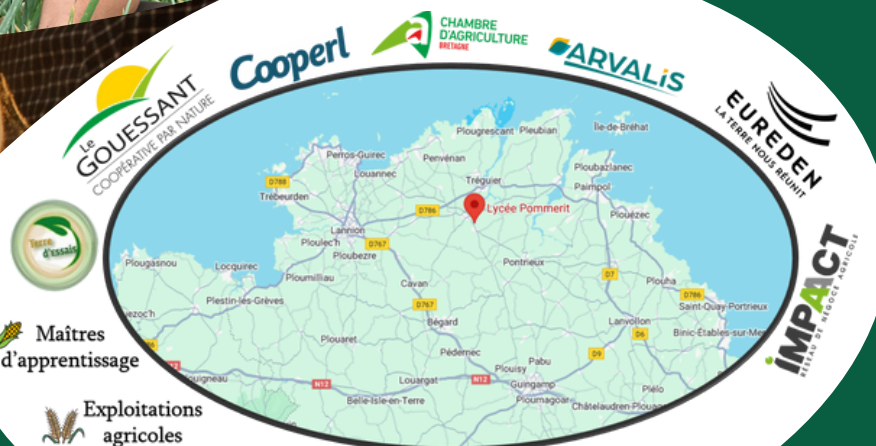 CHAMBRE
D'AGRICULTURE
BRETAGNE
Cooperl
ARVALiS
Le
GOUESSANT
COOPÉRATIVE PAR NATURE
EUREDEN
LA TERRE NOUS RÉUNIT
Terre
d'essais
iMPAACT
RÉSEAU DE NÉGOCE AGRICOLE
Maîtres
d'apprentissage
Exploitations
agricoles
Plougrescant
Pleubian
Île-de-Bréhat
Perros-Guirec
Penvénan
Louannec
Ploubazlanec
D788
Trébeurden
Tréguier
Paimpol
D786
Lycée Pommerit
Plouézec
Lannion
Ploulec'h
D767
Ploubezre
Plougasnou
Locquirec
Pontrieux
Ploumilliau
Cavan
D7
Plouha
Plestin-les-Grèves
D767
D786
Saint-Quay-Portrieux
ezoc'h
Bégard
Lanvollon
Plouaret
D6
Binic-Étables-sur-Mer
Pédernec
D9
Plouisy
Pabu
ouigneau
N12
Louargat
N12
Guingamp
Plélo
Belle-Isle-en-Terre
Ploumagoar
Châtelaudren-Plouag